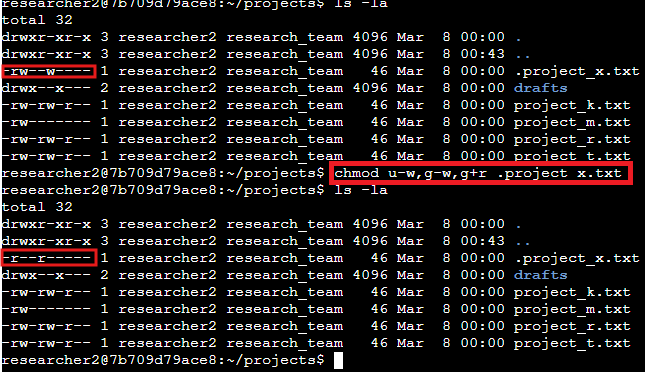 researcher2@7b709d79ace8:~/projects$ ls -la
total 32
drwxr-xr-x 3 researcher2 research_team 4096 Mar  8 00:00 .
drwxr-xr-x 3 researcher2 research_team 4096 Mar  8 00:43 ..
-rw--w---- 1 researcher2 research_team   46 Mar  8 00:00 .project_x.txt
drwx--x--- 2 researcher2 research_team 4096 Mar  8 00:00 drafts
-rw-rw-r-- 1 researcher2 research_team   46 Mar  8 00:00 project_k.txt
-rw------- 1 researcher2 research_team   46 Mar  8 00:00 project_m.txt
-rw-rw-r-- 1 researcher2 research_team   46 Mar  8 00:00 project_r.txt
-rw-rw-r-- 1 researcher2 research_team   46 Mar  8 00:00 project_t.txt
researcher2@7b709d79ace8:~/projects$ chmod u-w,g-w,g+r .project x.txt
researcher2@7b709d79ace8:~/projects$ ls -la
total 32
drwxr-xr-x 3 researcher2 research_team 4096 Mar  8 00:00 .
drwxr-xr-x 3 researcher2 research_team 4096 Mar  8 00:43 ..
-r--r----- 1 researcher2 research_team   46 Mar  8 00:00 .project_x.txt
drwx--x--- 2 researcher2 research_team 4096 Mar  8 00:00 drafts
-rw-rw-r-- 1 researcher2 research_team   46 Mar  8 00:00 project_k.txt
-rw------- 1 researcher2 research_team   46 Mar  8 00:00 project_m.txt
-rw-rw-r-- 1 researcher2 research_team   46 Mar  8 00:00 project_r.txt
-rw-rw-r-- 1 researcher2 research_team   46 Mar  8 00:00 project_t.txt
researcher2@7b709d79ace8:~/projects$